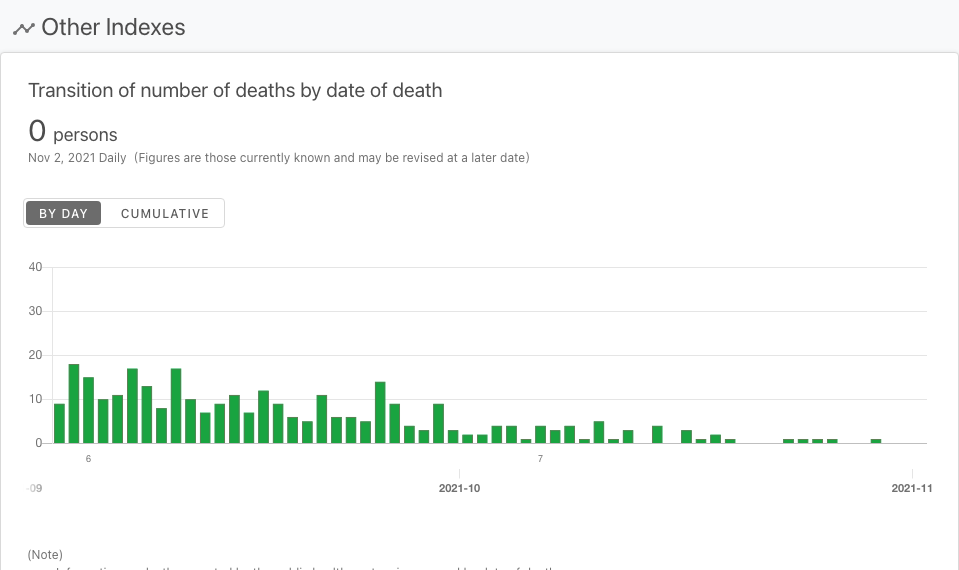 Other Indexes
Transition of number of deaths by date of death
0 persons
Nov 2, 2021 Daily (Figures are those currently known and may be revised at a later date)
BY DAY CUMULATIVE
40
30
20
10
0
6 7
-09 2021-10 2021-11
(Note)